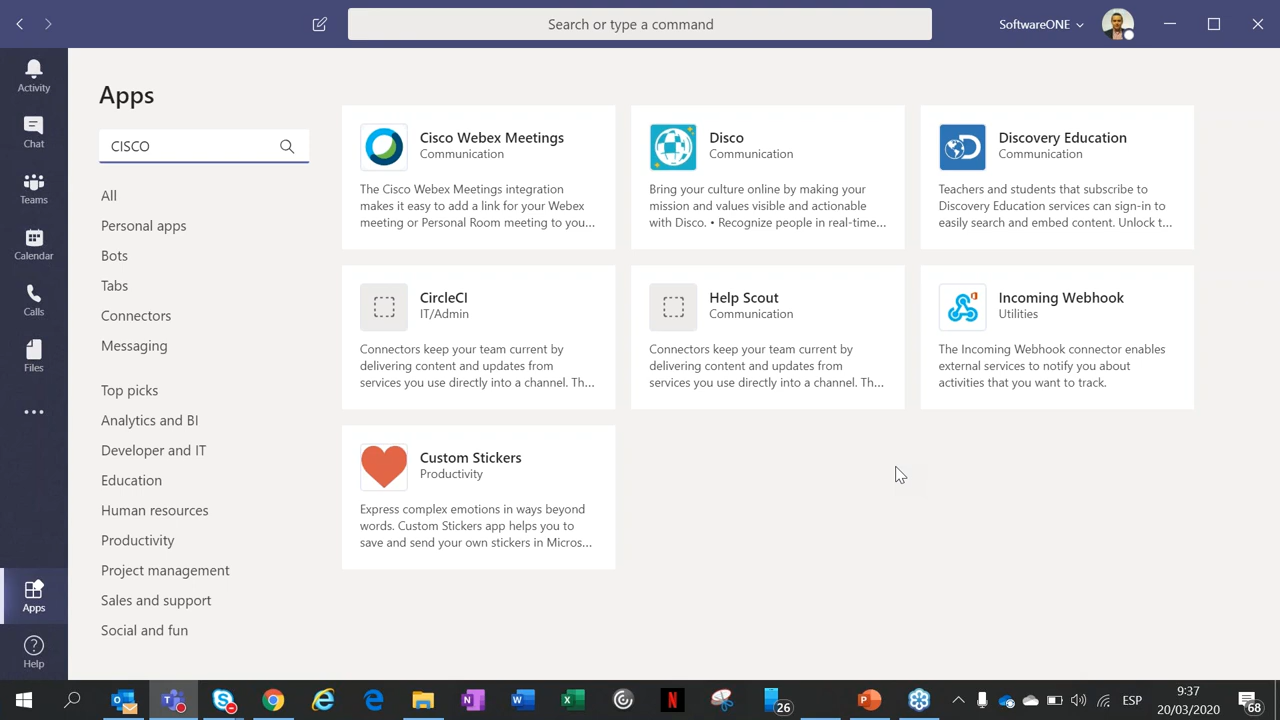 Search or type a command
SoftwareONE
Activity
Chat
Teams
Calendar
Calls
Files
Apps
Help
Apps
CISCO
All
Personal apps
Bots
Tabs
Connectors
Messaging
Top picks
Analytics and BI
Developer and IT
Education
Human resources
Productivity
Project management
Sales and support
Social and fun
Cisco Webex Meetings
Communication
The Cisco Webex Meetings integration
makes it easy to add a link for your Webex
meeting or Personal Room meeting to you...
Disco
Communication
Bring your culture online by making your
mission and values visible and actionable
with Disco. • Recognize people in real-time...
Discovery Education
Communication
Teachers and students that subscribe to
Discovery Education services can sign-in to
easily search and embed content. Unlock t...
CircleCI
IT/Admin
Connectors keep your team current by
delivering content and updates from
services you use directly into a channel. Th...
Help Scout
Communication
Connectors keep your team current by
delivering content and updates from
services you use directly into a channel. Th...
Incoming Webhook
Utilities
The Incoming Webhook connector enables
external services to notify you about
activities that you want to track.
Custom Stickers
Productivity
Express complex emotions in ways beyond
words. Custom Stickers app helps you to
save and send your own stickers in Micros...
26
ESP
9:37
20/03/2020
68